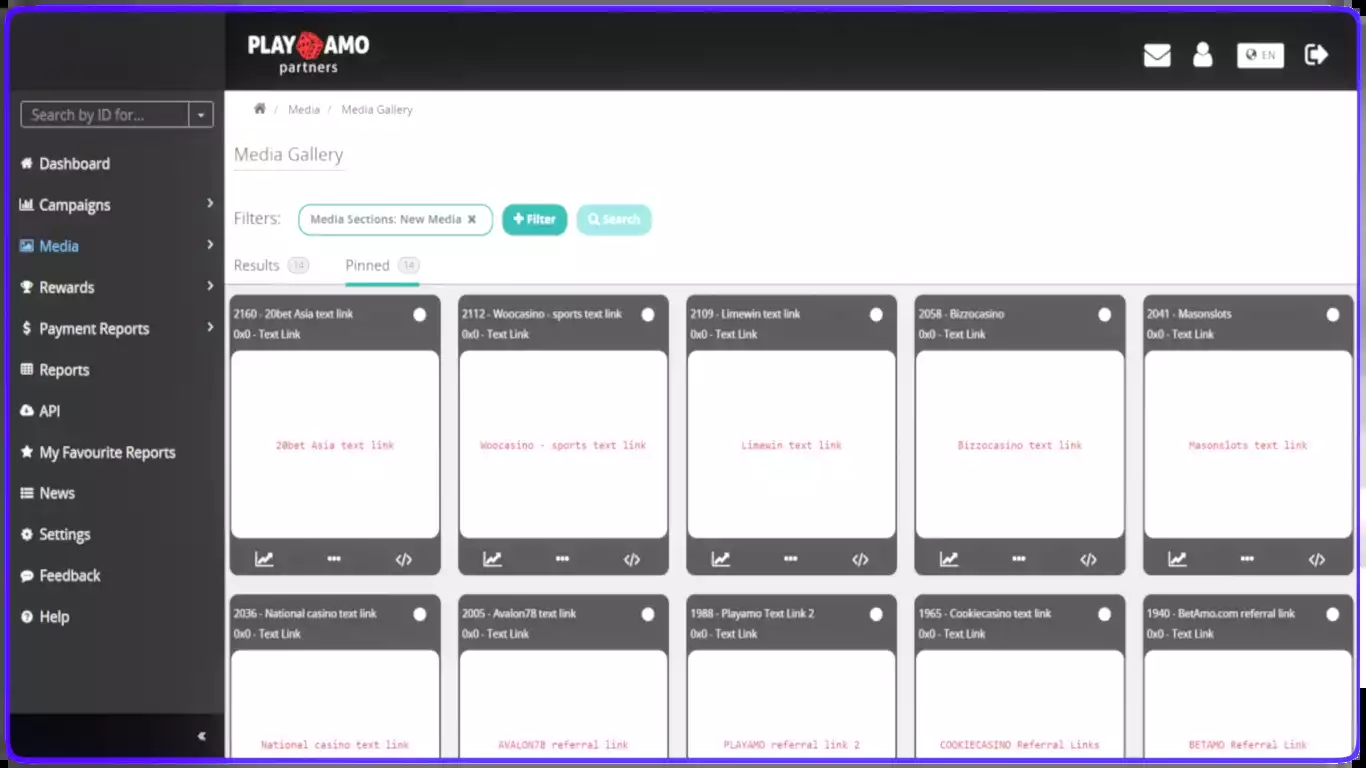 PLAY AMO
partners
EN
Search by ID for...
Dashboard
Campaigns
Media
Rewards
Payment Reports
Reports
API
My Favourite Reports
News
Settings
Feedback
Help
/ Media / Media Gallery
Media Gallery
Filters: Media Sections: New Media × + Filter Search
Results 14 Pinned 14
2160 - 20bet Asia text link
0x0 - Text Link
20bet Asia text link
2112 - Woocasino - sports text link
0x0 - Text Link
Woocasino - sports text link
2109 - Limewin text link
0x0 - Text Link
Limewin text link
2058 - Bizzocasino
0x0 - Text Link
Bizzocasino text link
2041 - Masonslots
0x0 - Text Link
Masonslots text link
2036 - National casino text link
0x0 - Text Link
National casino text link
2005 - Avalon78 text link
0x0 - Text Link
AVALON78 referral link
1988 - Playamo Text Link 2
0x0 - Text Link
PLAYAMO referral link 2
1965 - Cookiecasino text link
0x0 - Text Link
COOKIECASINO Referral Links
1940 - BetAmo.com referral link
0x0 - Text Link
BETAMO Referral Link